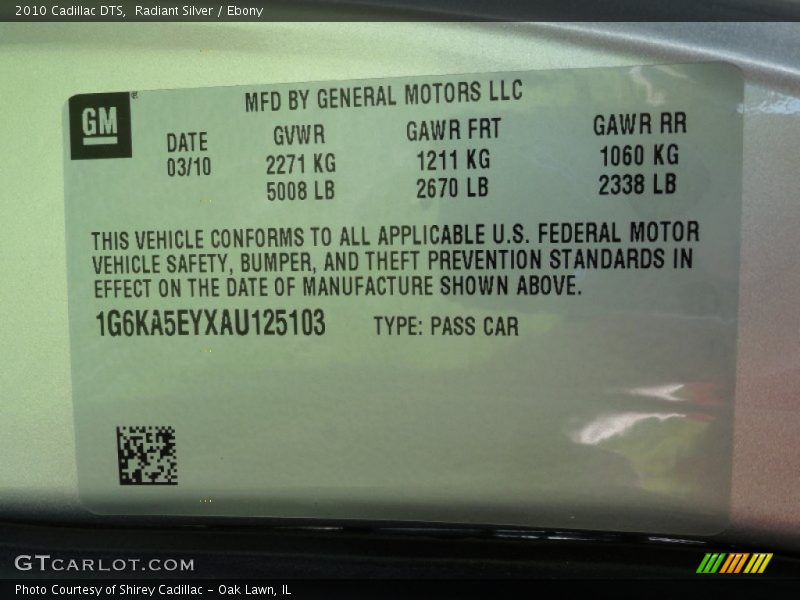 2010 Cadillac DTS,  Radiant Silver / Ebony
GM®
MFD BY GENERAL MOTORS LLC
DATE GVWR GAWR FRT GAWR RR
03/10 2271 KG 1211 KG 1060 KG
5008 LB 2670 LB 2338 LB
THIS VEHICLE CONFORMS TO ALL APPLICABLE U.S. FEDERAL MOTOR
VEHICLE SAFETY, BUMPER, AND THEFT PREVENTION STANDARDS IN
EFFECT ON THE DATE OF MANUFACTURE SHOWN ABOVE.
1G6KA5EYXAU125103 TYPE: PASS CAR
GTCARLOT.COM
Photo Courtesy of Shirey Cadillac - Oak Lawn, IL